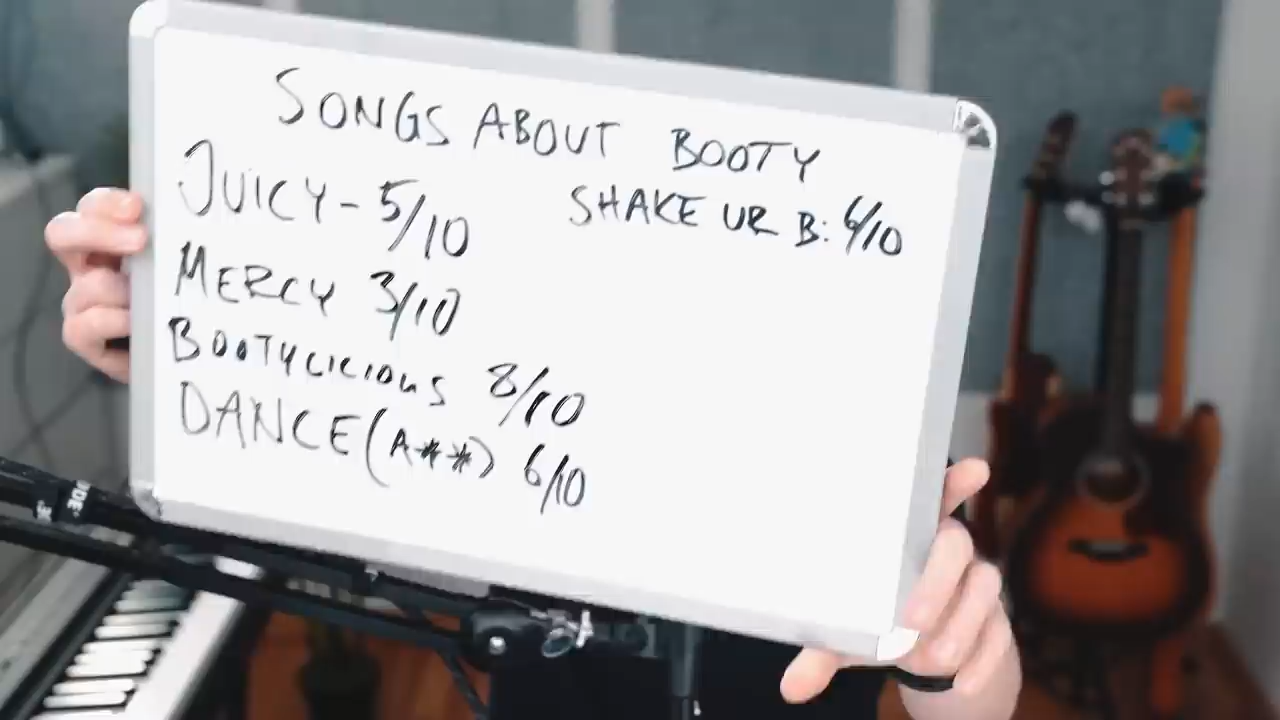 SONGS ABOUT BOOTY
JUICY - 5/10
MERCY 3/10
BOOTYLICIOUS 8/10
DANCE (A**) 6/10
SHAKE UR B: 6/10